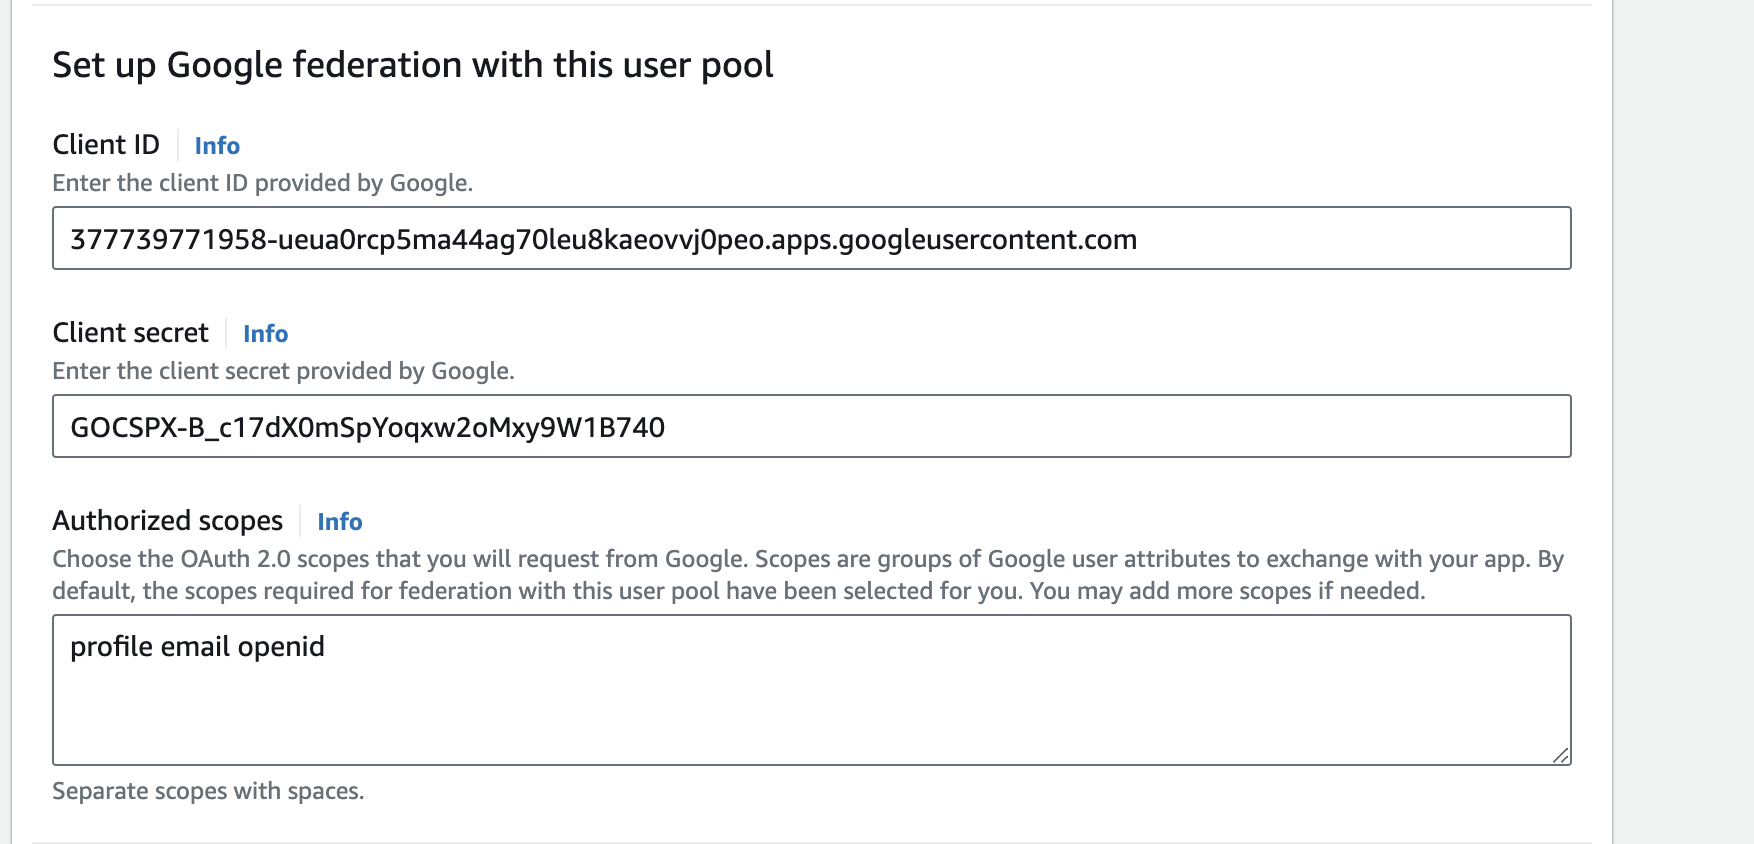 Set up Google federation with this user pool
Client ID Info
Enter the client ID provided by Google.
377739771958-ueua0rcp5ma44ag70leu8kaeovvj0peo.apps.googleusercontent.com
Client secret Info
Enter the client secret provided by Google.
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
Authorized scopes Info
Choose the OAuth 2.0 scopes that you will request from Google. Scopes are groups of Google user attributes to exchange with your app. By
default, the scopes required for federation with this user pool have been selected for you. You may add more scopes if needed.
profile email openid
Separate scopes with spaces.